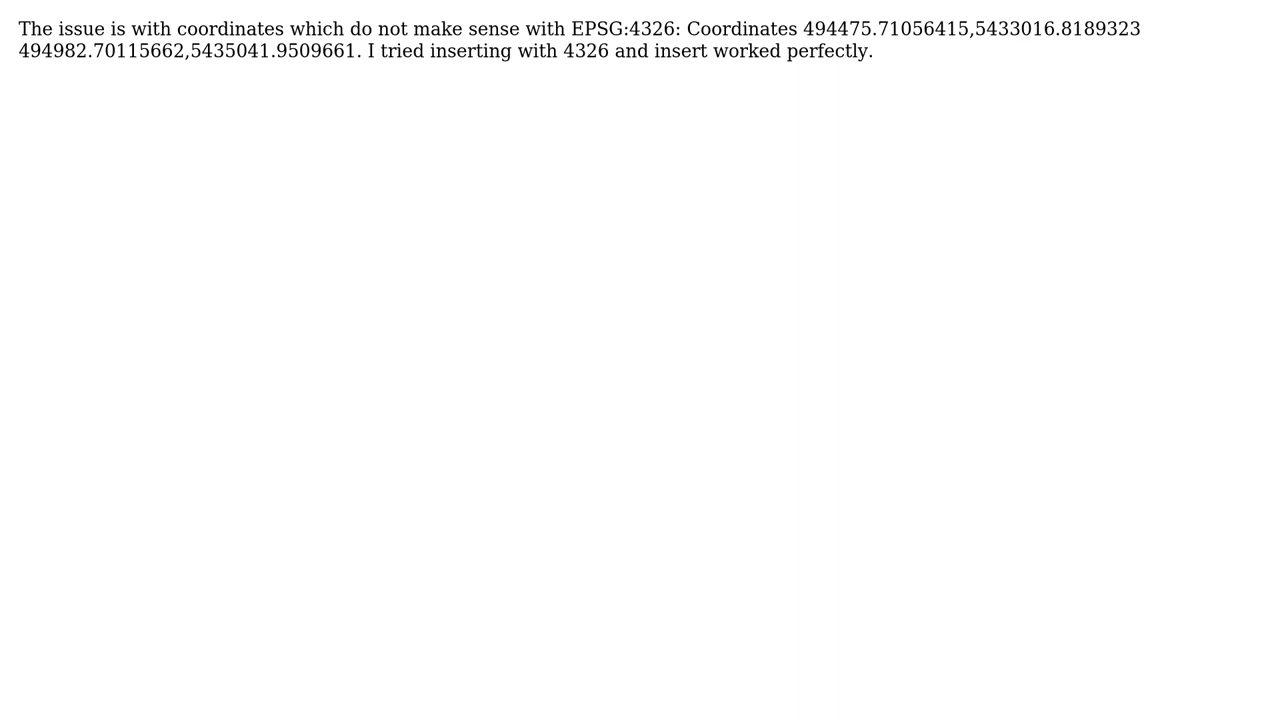 The issue is with coordinates which do not make sense with EPSG:4326: Coordinates 494475.71056415,5433016.8189323
494982.70115662,5435041.9509661. I tried inserting with 4326 and insert worked perfectly.